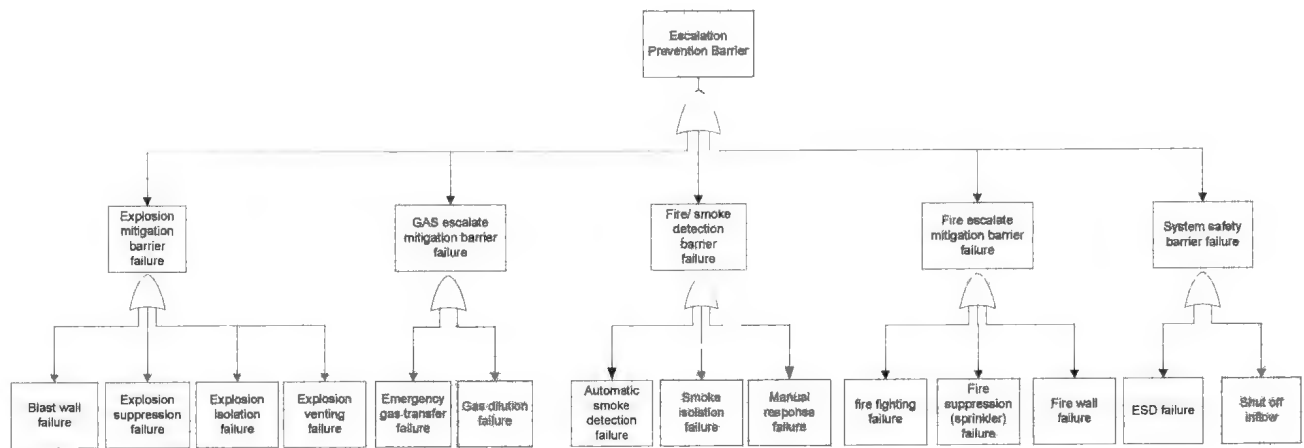 Escalation
Prevention Barrier
Explosion
mitigation
barrier
failure
GAS escalate
mitigation barrier
failure
Fire/ smoke
detection
barrier
failure
Fire escalate
mitigation barrier
failure
System safety
barrier failure
Blast wall
failure
Explosion
suppression
failure
Explosion
isolation
failure
Explosion
venting
failure
Emergency
gas transfer
failure
Gas dilution
failure
Automatic
smoke
detection
failure
Smoke
isolation
failure
Manual
response
failure
fire fighting
failure
Fire
suppression
(sprinkler)
failure
Fire wall
failure
ESD failure
Shut off
inflow